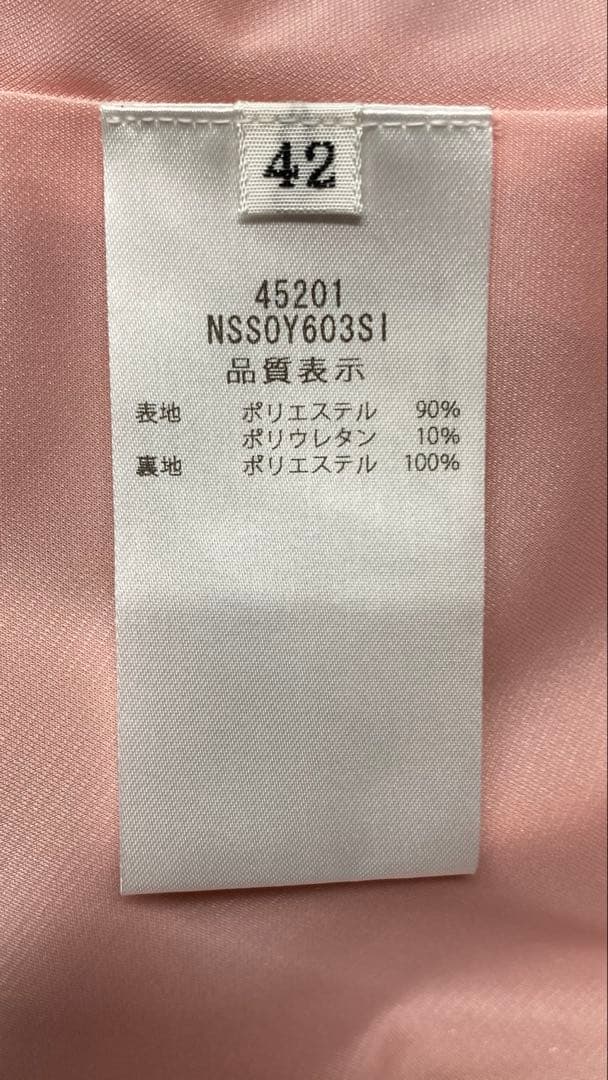 42
45201
NSSOY603SI
品質表示
表地 ポリエステル 90%
ポリウレタン 10%
裏地 ポリエステル 100%